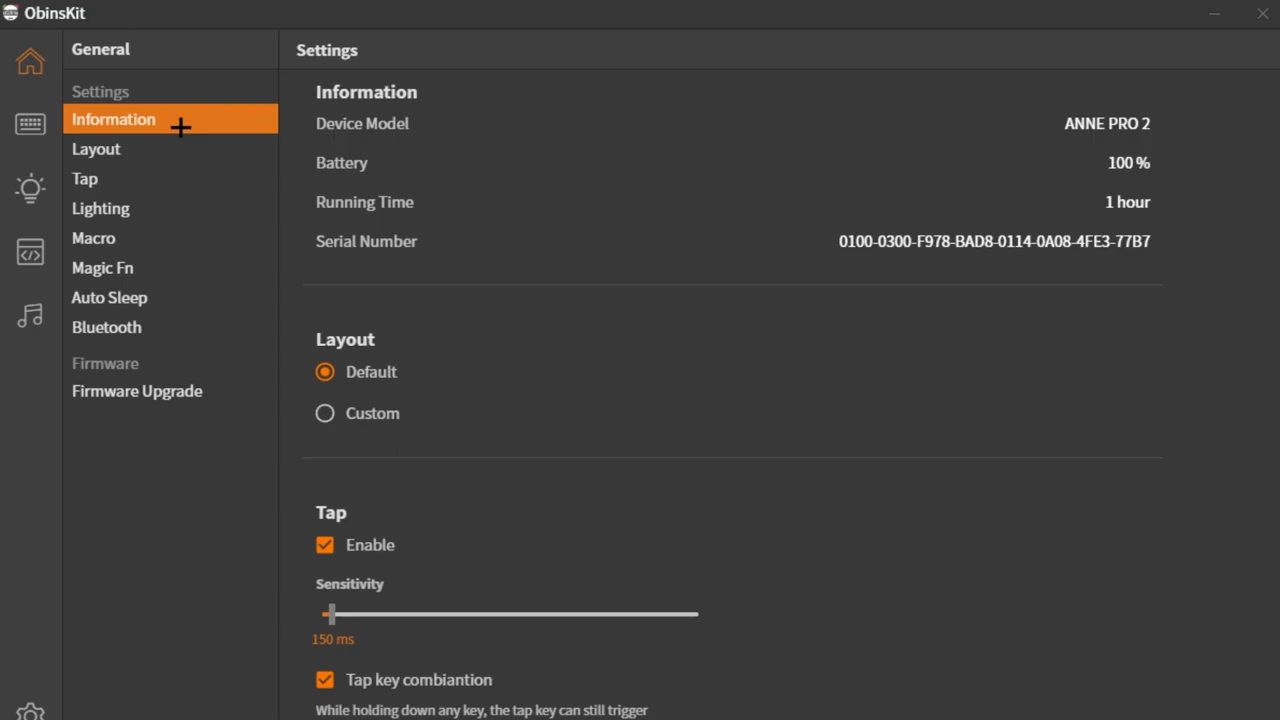 ObinsKit
General
Settings
Information
Layout
Tap
Lighting
Macro
Magic Fn
Auto Sleep
Bluetooth
Firmware
Firmware Upgrade
Settings
Information
Device Model ANNE PRO 2
Battery 100 %
Running Time 1 hour
Serial Number 0100-0300-F978-BAD8-0114-0A08-4FE3-77B7
Layout
Default
Custom
Tap
Enable
Sensitivity
150 ms
Tap key combiantion
While holding down any key, the tap key can still trigger